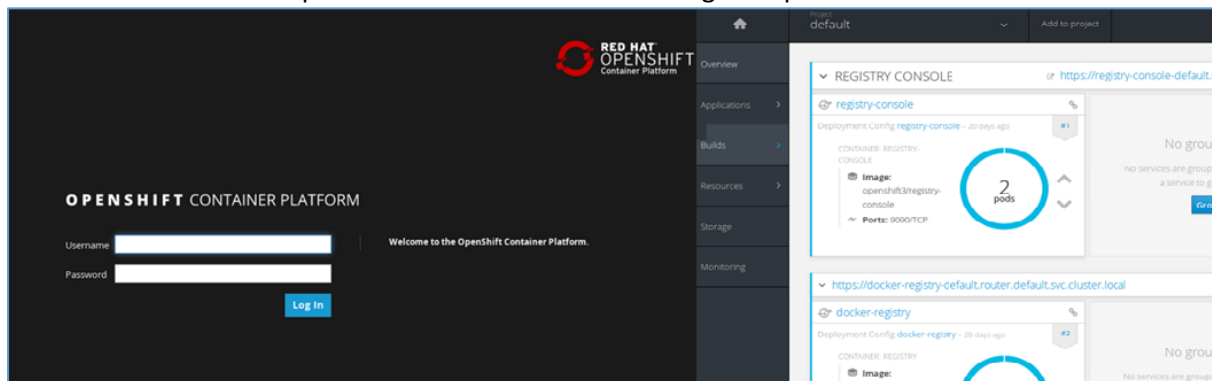 RED HAT
OPENSHIFT
Container Platform
OPENSHIFT CONTAINER PLATFORM
Username
Password
Log In
Welcome to the OpenShift Container Platform.
Project
default
Add to project
Overview
Applications
Builds
Resources
Storage
Monitoring
REGISTRY CONSOLE
https://registry-console-default.
registry-console
Deployment Config registry-console - 20 days ago
#1
CONTAINER: REGISTRY-
CONSOLE
Image:
openshift3/registry-
console
Ports: 9090/TCP
2
pods
No grou
No services are group
a service to g
Gro
https://docker-registry-default.router.default.svc.cluster.local
docker-registry
Deployment Config docker-registry - 20 days ago
#2
CONTAINER: REGISTRY
Image:
No grou
No services are group